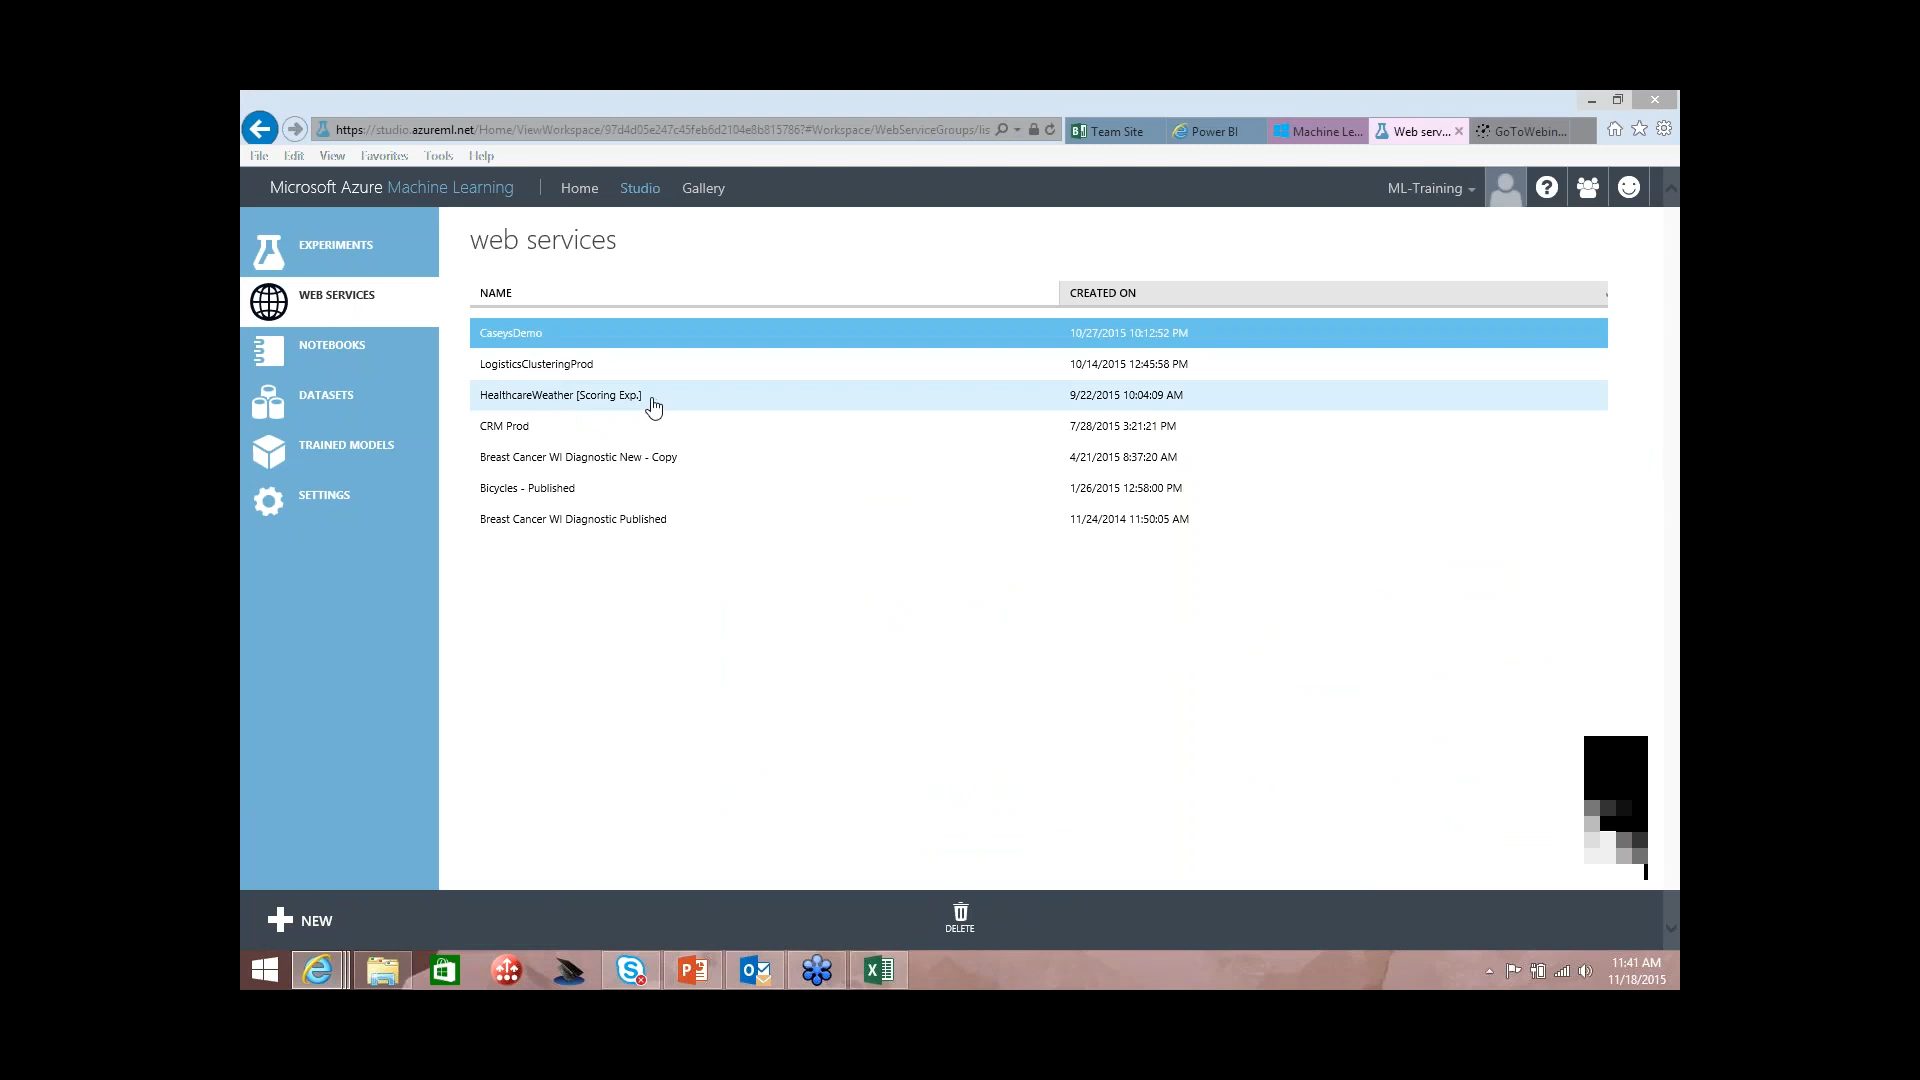 https://studio.azureml.net/Home/ViewWorkspace/97d4d05e247c45feb6d2104e8b815786?#Workspace/WebServiceGroups/lis
Team Site
Power BI
Machine Le...
Web serv...
GoToWebin...
File Edit View Favorites Tools Help
Microsoft Azure Machine Learning
Home
Studio
Gallery
ML-Training
EXPERIMENTS
WEB SERVICES
NOTEBOOKS
DATASETS
TRAINED MODELS
SETTINGS
web services
NAME CREATED ON
CaseysDemo 10/27/2015 10:12:52 PM
LogisticsClusteringProd 10/14/2015 12:45:58 PM
HealthcareWeather [Scoring Exp.] 9/22/2015 10:04:09 AM
CRM Prod 7/28/2015 3:21:21 PM
Breast Cancer WI Diagnostic New - Copy 4/21/2015 8:37:20 AM
Bicycles - Published 1/26/2015 12:58:00 PM
Breast Cancer WI Diagnostic Published 11/24/2014 11:50:05 AM
NEW
DELETE
11:41 AM
11/18/2015